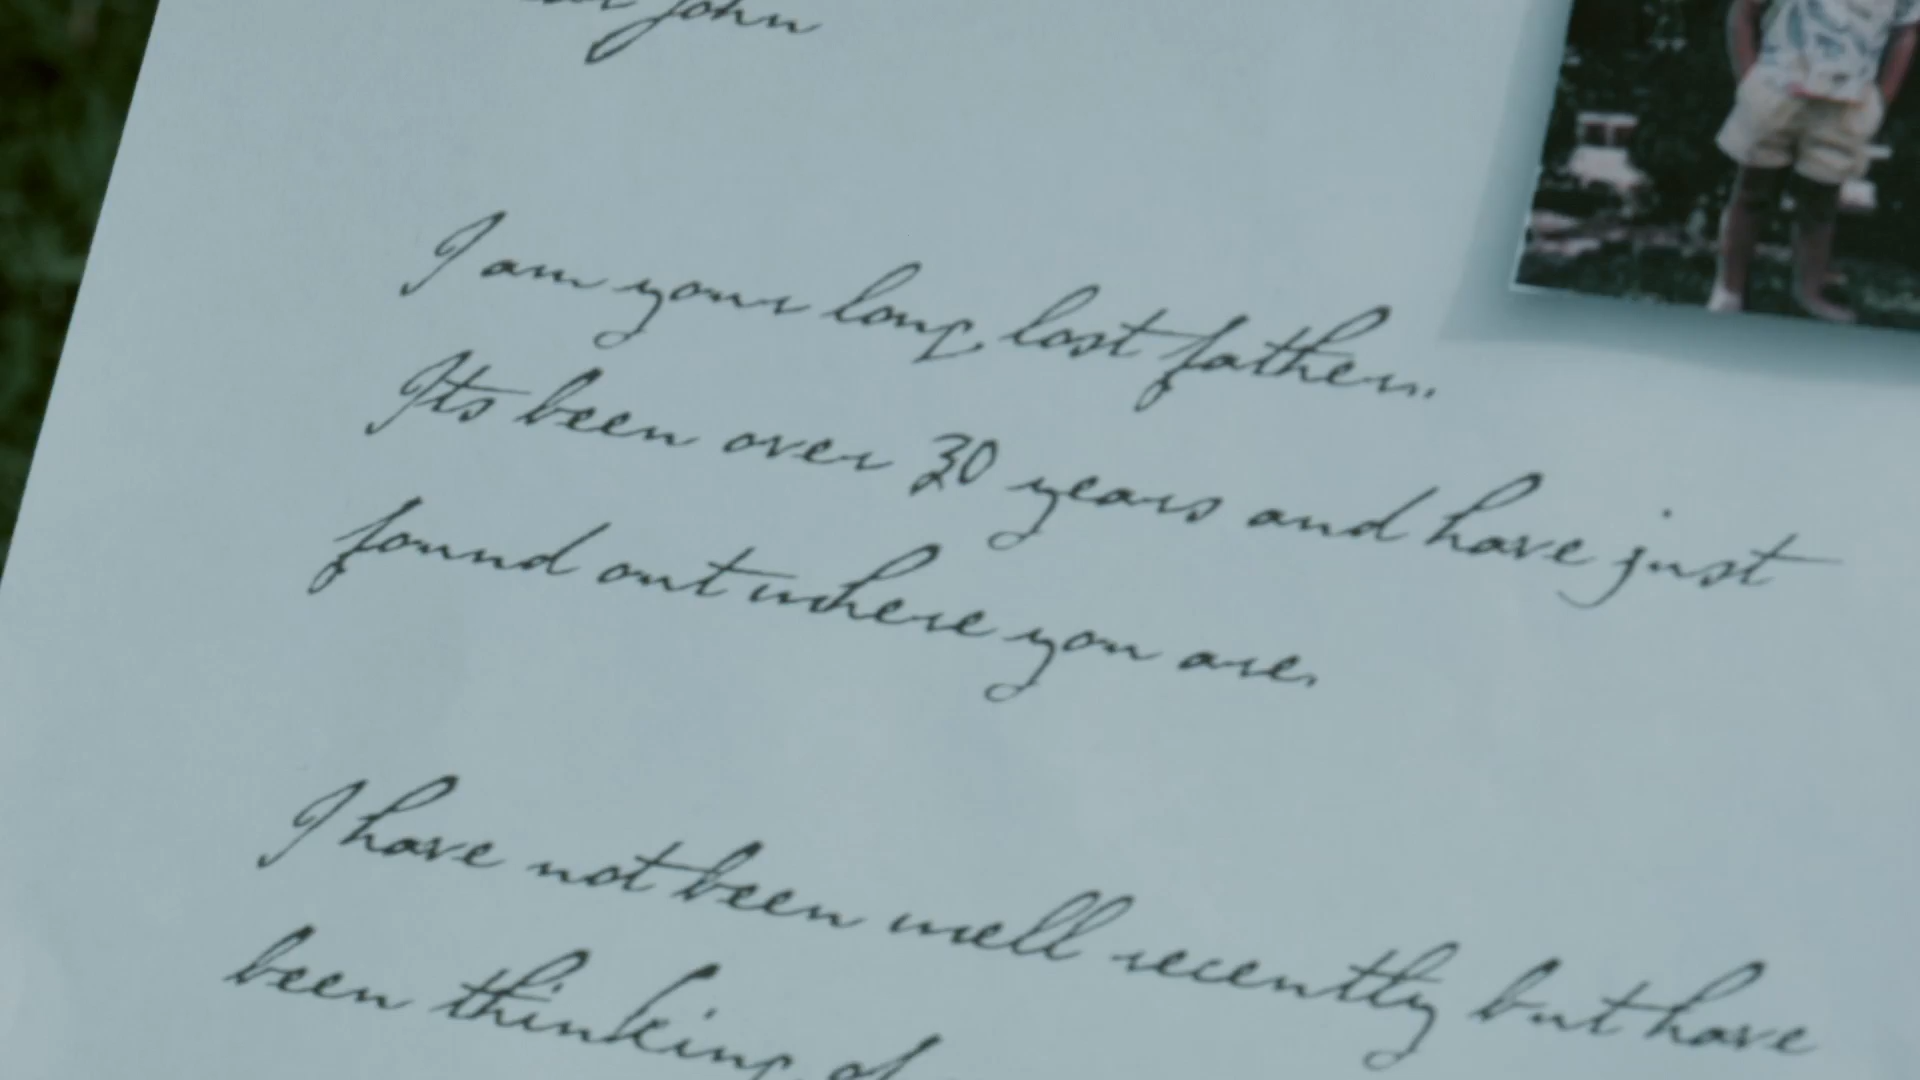 John
I am your long lost father.
Its been over 30 years and have just
found out where you are.
I have not been well recently but have
been thinking of